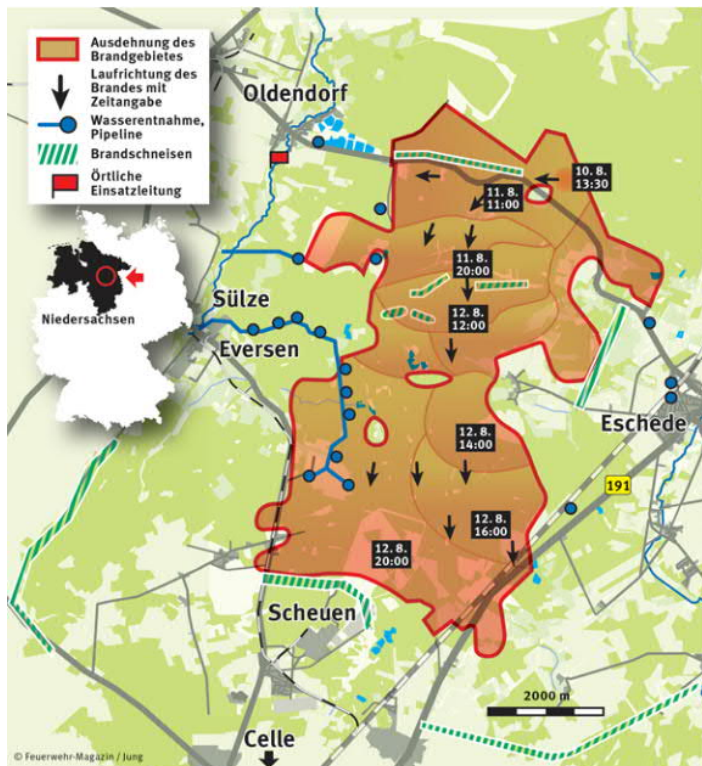 Ausdehnung des
Brandgebietes
Laufrichtung des
Brandes mit
Zeitangabe
Wasserentnahme,
Pipeline
Brandschneisen
Örtliche
Einsatzleitung
Niedersachsen
Oldendorf
10. 8.
13:30
11. 8.
11:00
11. 8.
20:00
Sülze
12. 8.
12:00
Eversen
Eschede
12. 8.
14:00
191
12. 8.
16:00
12. 8.
20:00
Scheuen
2000 m
Celle
© Feuerwehr-Magazin / Jung